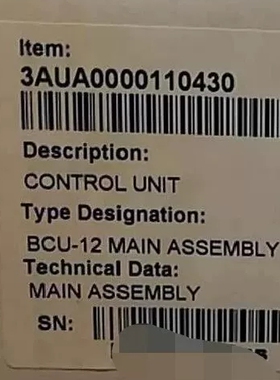 Item:
3AUA0000110430
Description:
CONTROL UNIT
Type Designation:
BCU-12 MAIN ASSEMBLY
Technical Data:
MAIN ASSEMBLY
SN: